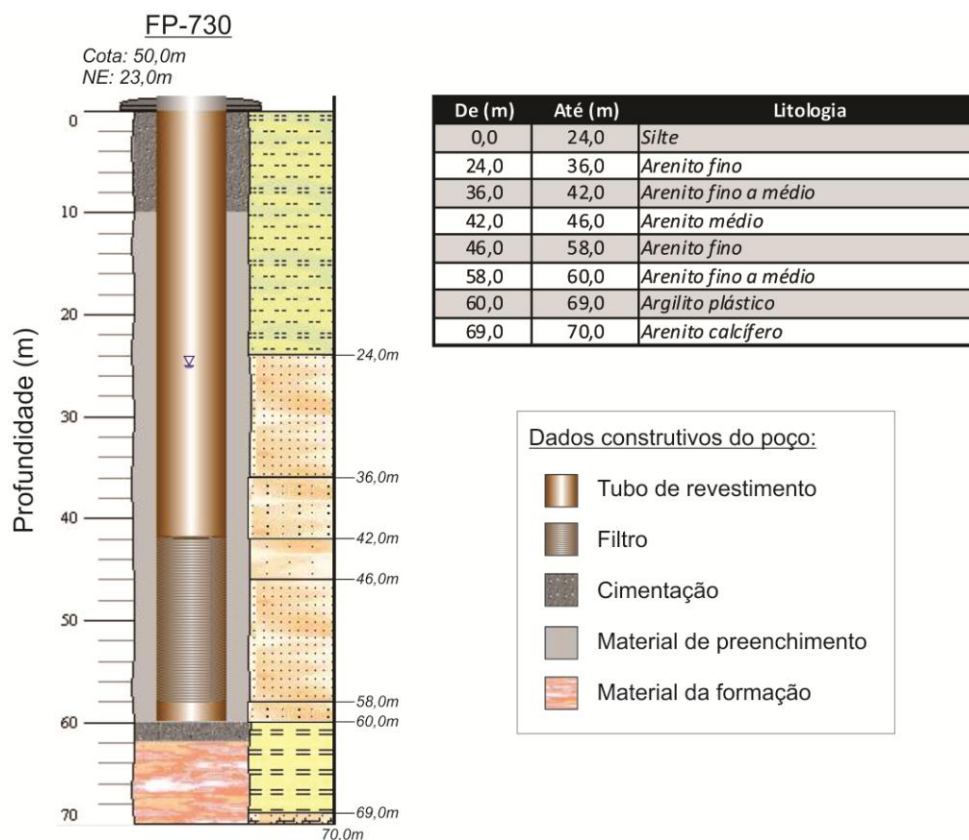 FP-730
Cota: 50,0m
NE: 23,0m
Profundidade (m)
0
10
20
30
40
50
60
70
24,0m
36,0m
42,0m
46,0m
58,0m
60,0m
69,0m
70,0m
De (m) Até (m) Litologia
0,0 24,0 Silte
24,0 36,0 Arenito fino
36,0 42,0 Arenito fino a médio
42,0 46,0 Arenito médio
46,0 58,0 Arenito fino
58,0 60,0 Arenito fino a médio
60,0 69,0 Argilito plástico
69,0 70,0 Arenito calcífero
Dados construtivos do poço:
Tubo de revestimento
Filtro
Cimentação
Material de preenchimento
Material da formação